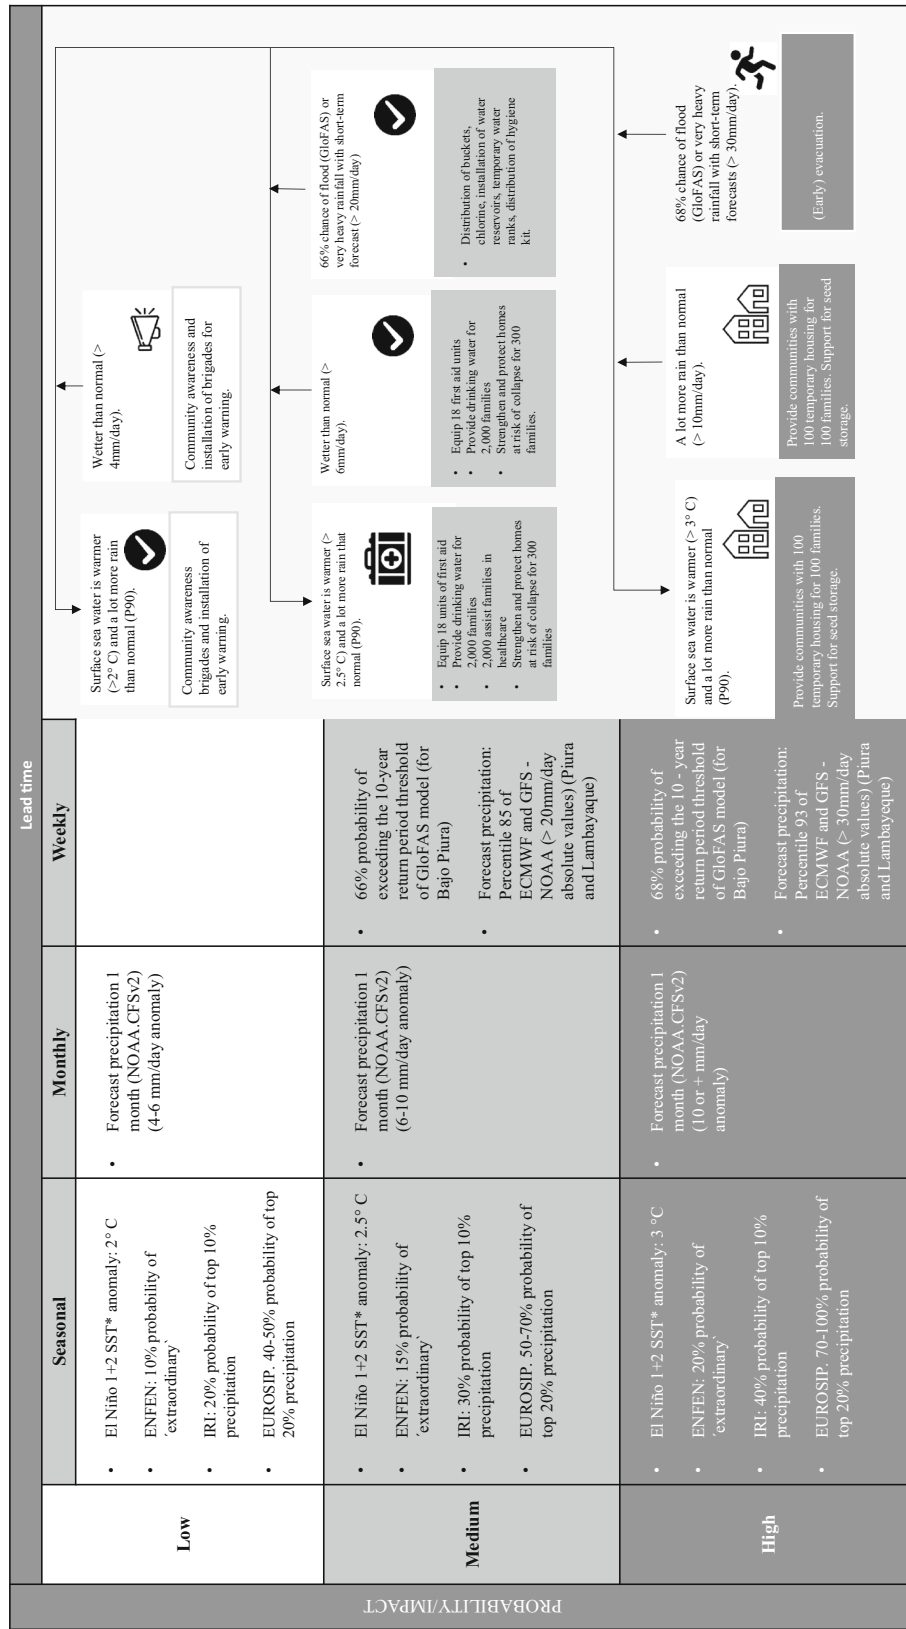 Lead time
PROBABILITY/IMPACT
Seasonal
Monthly
Weekly
Low
• El Niño 1+2 SST* anomaly: 2° C
• ENFEN: 10% probability of
´extraordinary`
• IRI: 20% probability of top 10%
precipitation
• EUROSIP. 40-50% probability of top
20% precipitation
• Forecast precipitation 1
month (NOAA.CFSv2)
(4-6 mm/day anomaly)
Surface sea water is warmer
(>2° C) and a lot more rain
than normal (P90).
Community awareness
brigades and installation of
early warning.
Wetter than normal (>
4mm/day).
Community awareness and
installation of brigades for
early warning.
Medium
• El Niño 1+2 SST* anomaly: 2.5° C
• ENFEN: 15% probability of
´extraordinary`
• IRI: 30% probability of top 10%
precipitation
• EUROSIP. 50-70% probability of
top 20% precipitation
• Forecast precipitation 1
month (NOAA.CFSv2)
(6-10 mm/day anomaly)
• 66% probability of
exceeding the 10-year
return period threshold
of GloFAS model (for
Bajo Piura)
• Forecast precipitation:
Percentile 85 of
ECMWF and GFS -
NOAA (> 20mm/day
absolute values) (Piura
and Lambayaque)
Surface sea water is warmer (>
2.5° C) and a lot more rain that
normal (P90).
• Equip 18 units of first aid
• Provide drinking water for
2,000 families
• 2,000 assist families in
healthcare
• Strengthen and protect homes
at risk of collapse for 300
families
Wetter than normal (>
6mm/day).
• Equip 18 first aid units
• Provide drinking water for
2,000 families
• Strengthen and protect homes
at risk of collapse for 300
families.
66% chance of flood (GloFAS) or
very heavy rainfall with short-term
forecast (> 20mm/day)
• Distribution of buckets,
chlorine, installation of water
reservoirs, temporary water
ranks, distribution of hygiene
kit.
High
• El Niño 1+2 SST* anomaly: 3 °C
• ENFEN: 20% probability of
´extraordinary`
• IRI: 40% probability of top 10%
precipitation
• EUROSIP. 70-100% probability of
top 20% precipitation
• Forecast precipitation 1
month (NOAA.CFSv2)
(10 or + mm/day
anomaly)
• 68% probability of
exceeding the 10 - year
return period threshold
of GloFAS model (for
Bajo Piura)
• Forecast precipitation:
Percentile 93 of
ECMWF and GFS -
NOAA (> 30mm/day
absolute values) (Piura
and Lambayeque)
Surface sea water is warmer (> 3° C)
and a lot more rain than normal
(P90).
Provide communities with 100
temporary housing for 100 families.
Support for seed storage.
A lot more rain than normal
(> 10mm/day).
Provide communities with
100 temporary housing for
100 families. Support for seed
storage.
68% chance of flood
(GloFAS) or very heavy
rainfall with short-term
forecasts (> 30mm/day).
(Early) evacuation.